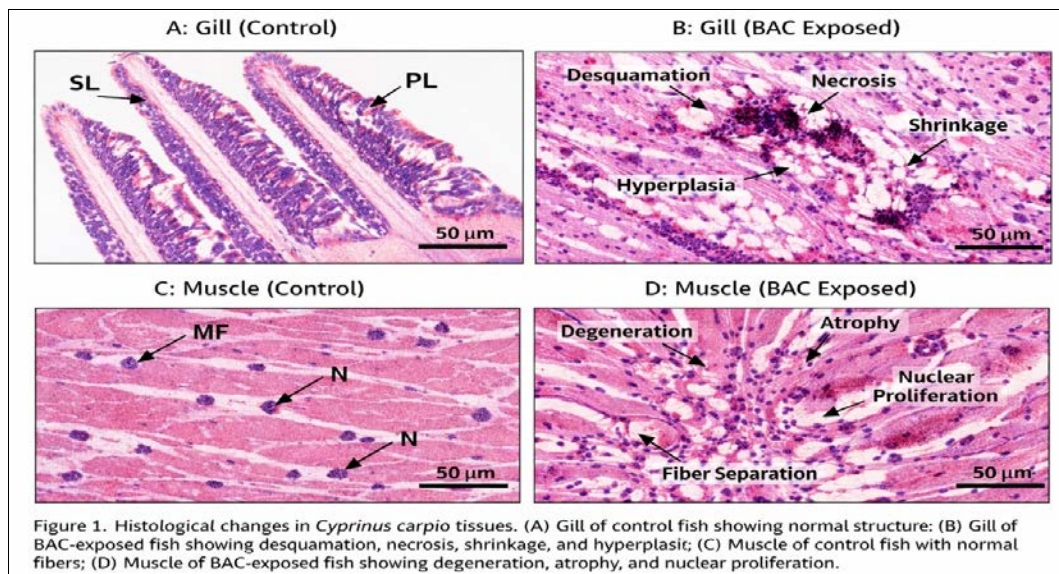 A: Gill (Control)
B: Gill (BAC Exposed)
SL
PL
50 μm
Desquamation
Necrosis
Shrinkage
Hyperplasia
50 μm
C: Muscle (Control)
D: Muscle (BAC Exposed)
MF
N
N
50 μm
Degeneration
Atrophy
Nuclear
Proliferation
Fiber Separation
50 μm
Figure 1. Histological changes in Cyprinus carpio tissues. (A) Gill of control fish showing normal structure: (B) Gill of
BAC-exposed fish showing desquamation, necrosis, shrinkage, and hyperplasit; (C) Muscle of control fish with normal
fibers; (D) Muscle of BAC-exposed fish showing degeneration, atrophy, and nuclear proliferation.